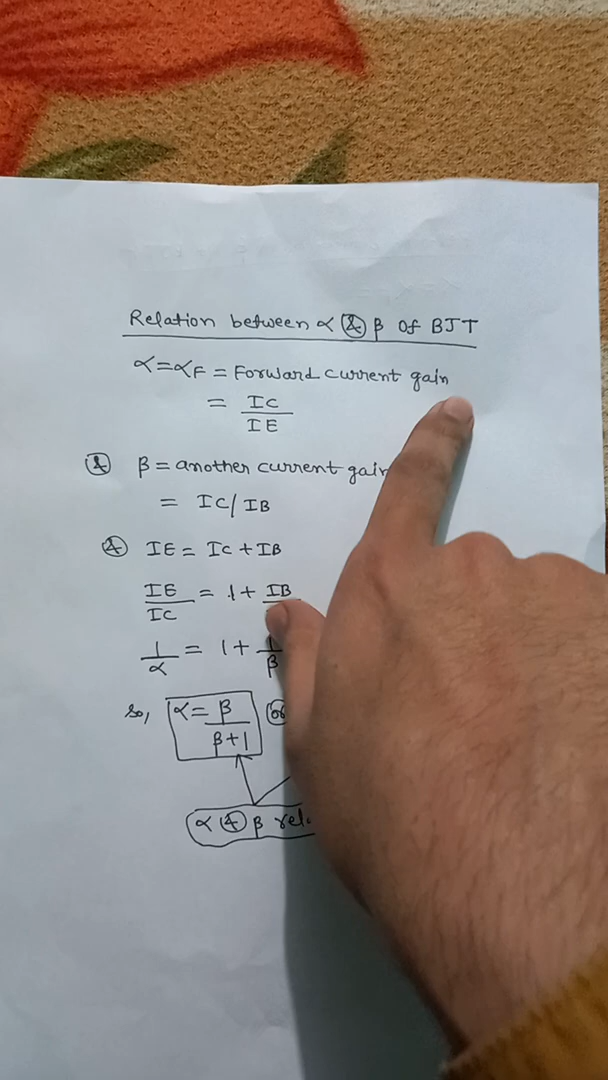 Relation between α & β of BJT
α = αF = Forward current gain
= IC / IE
& β = another current gain
= IC/IB
& IE = IC + IB
IE / IC = 1 + IB
1/α = 1 + 1/β
so, α = β / β+1 or
α & β